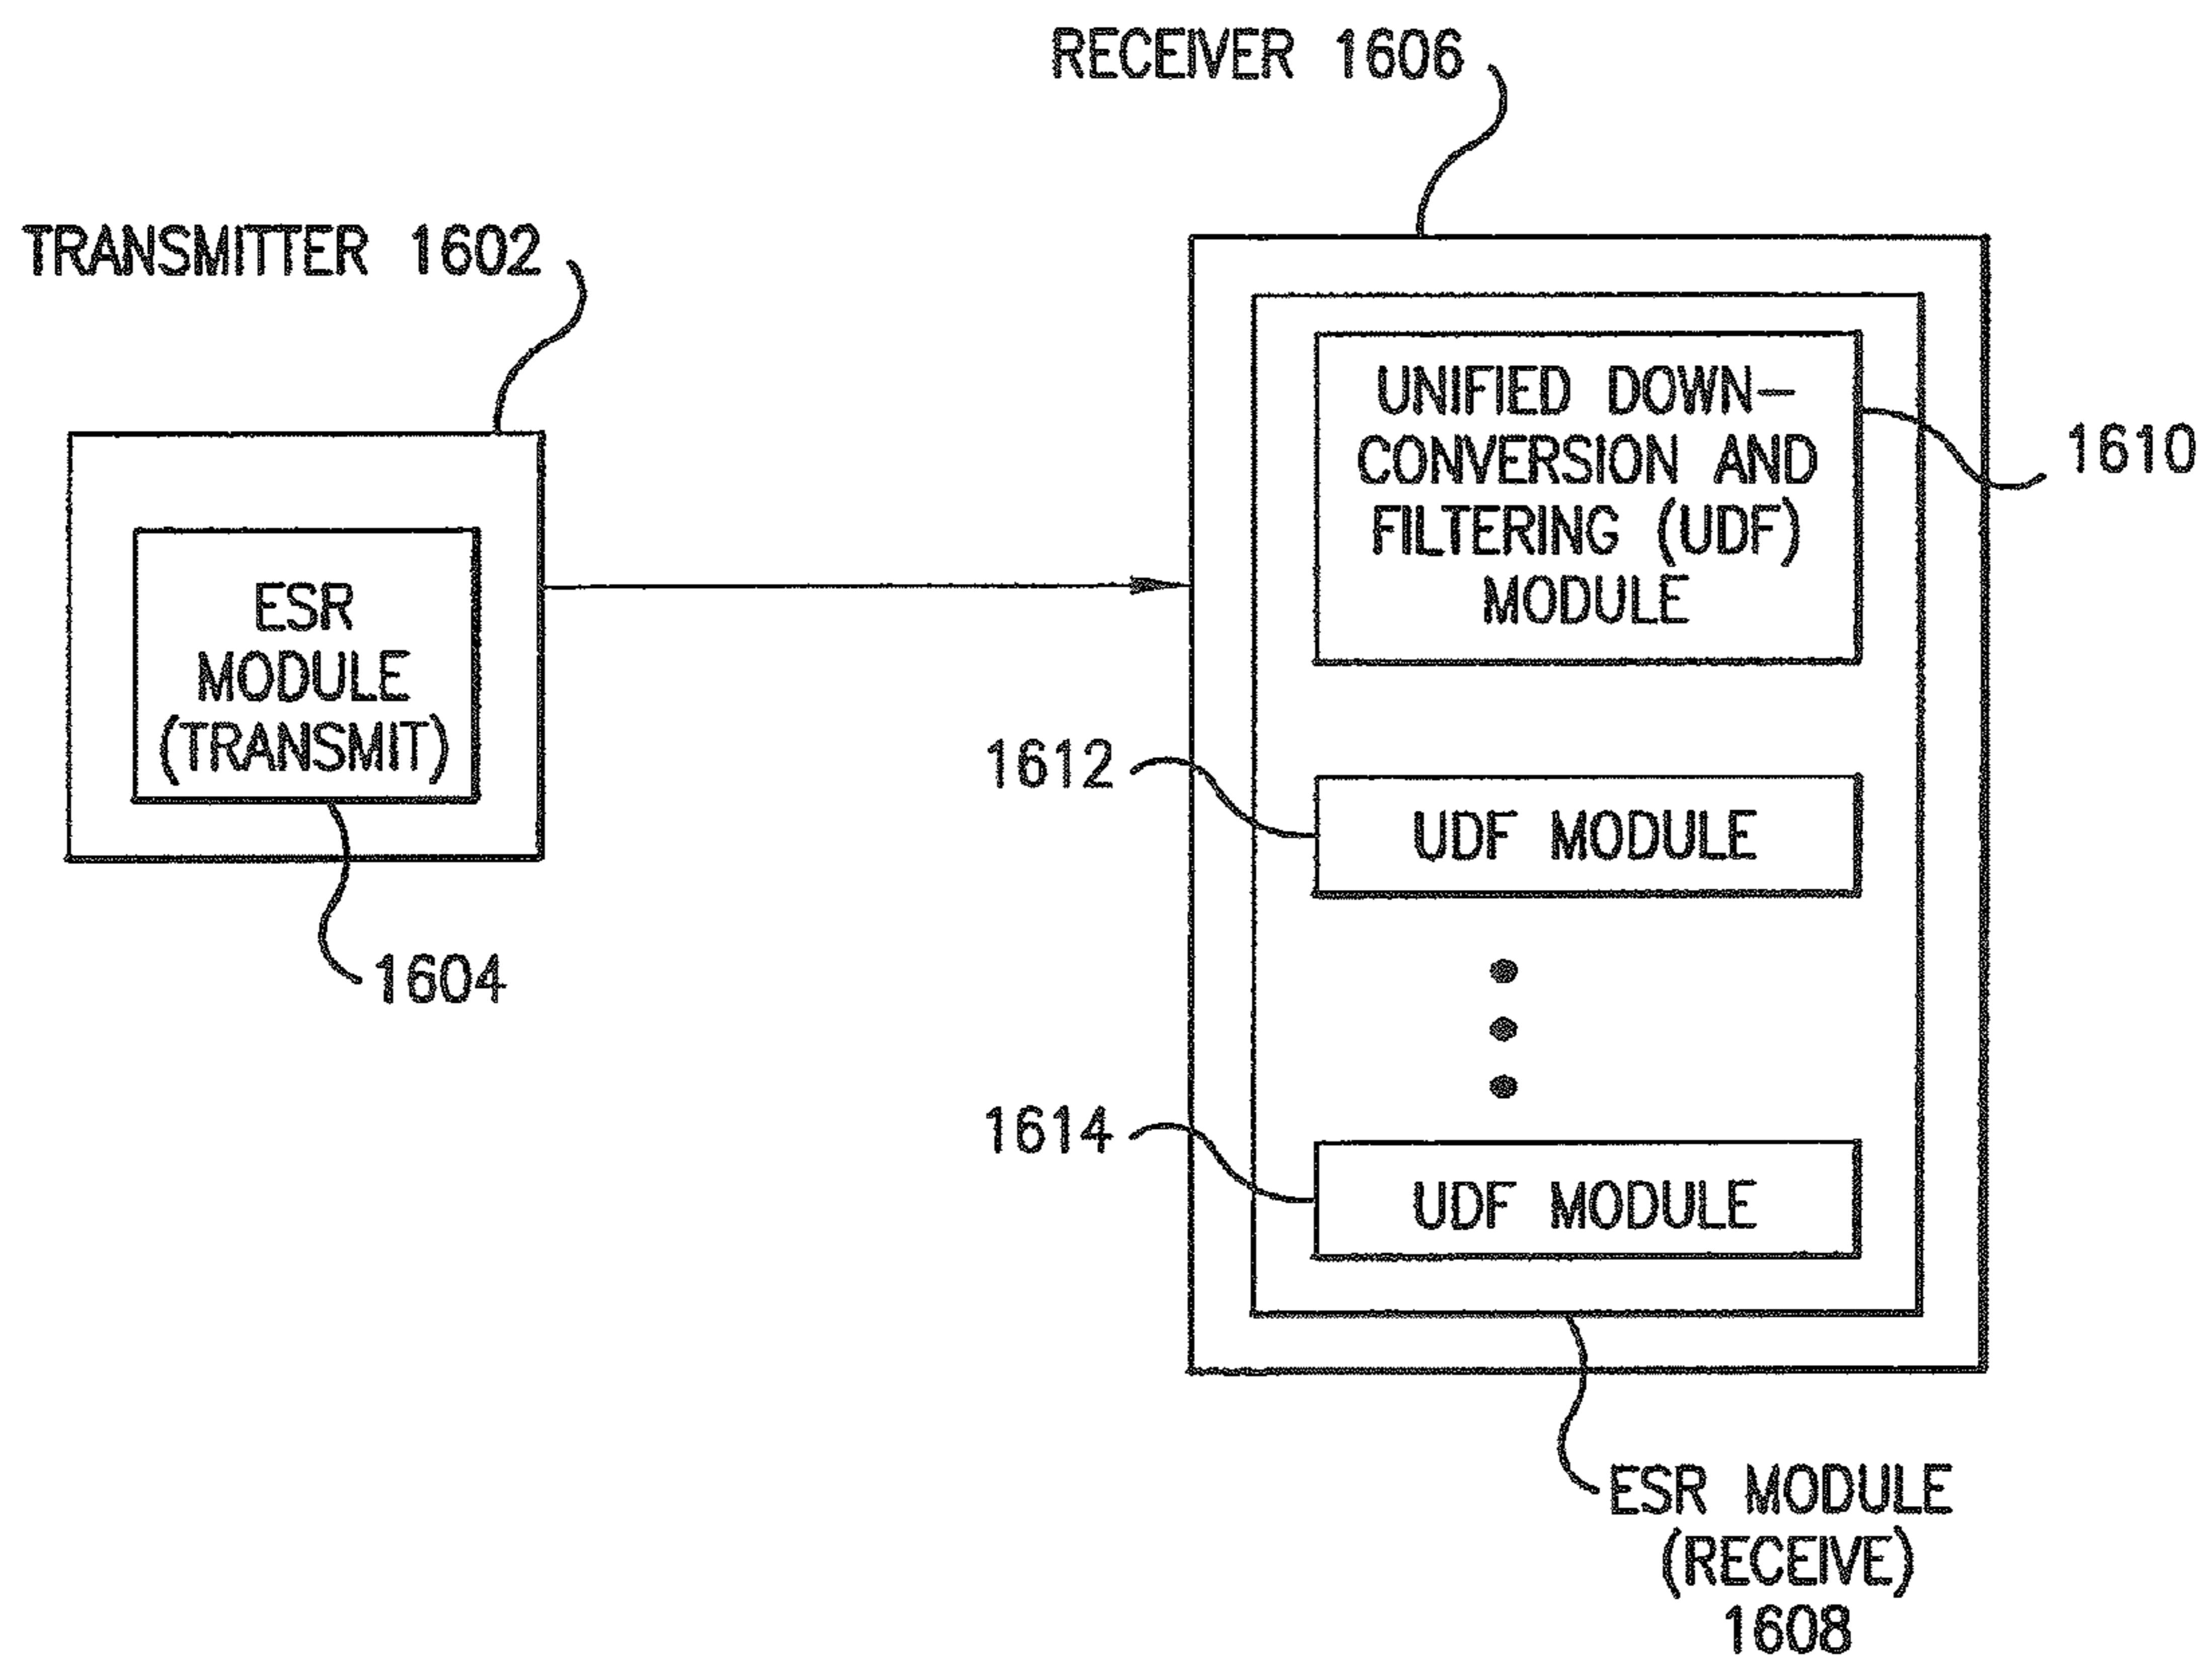 RECEIVER 1606
TRANSMITTER 1602
UNIFIED DOWN-
CONVERSION AND
FILTERING (UDF)
MODULE
1610
ESR
MODULE
(TRANSMIT)
1604
1612
UDF MODULE
1614
UDF MODULE
ESR MODULE
(RECEIVE)
1608